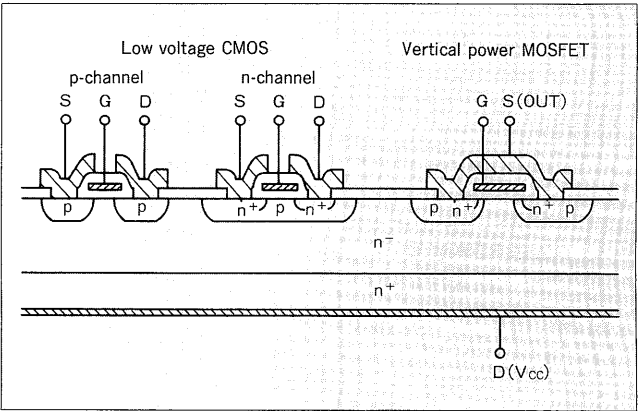 Low voltage CMOS Vertical power MOSFET
p-channel n-channel
S G D S G D G S(OUT)
p p n+ p n+ p n+ n+ p
n−
n+
D(Vcc)